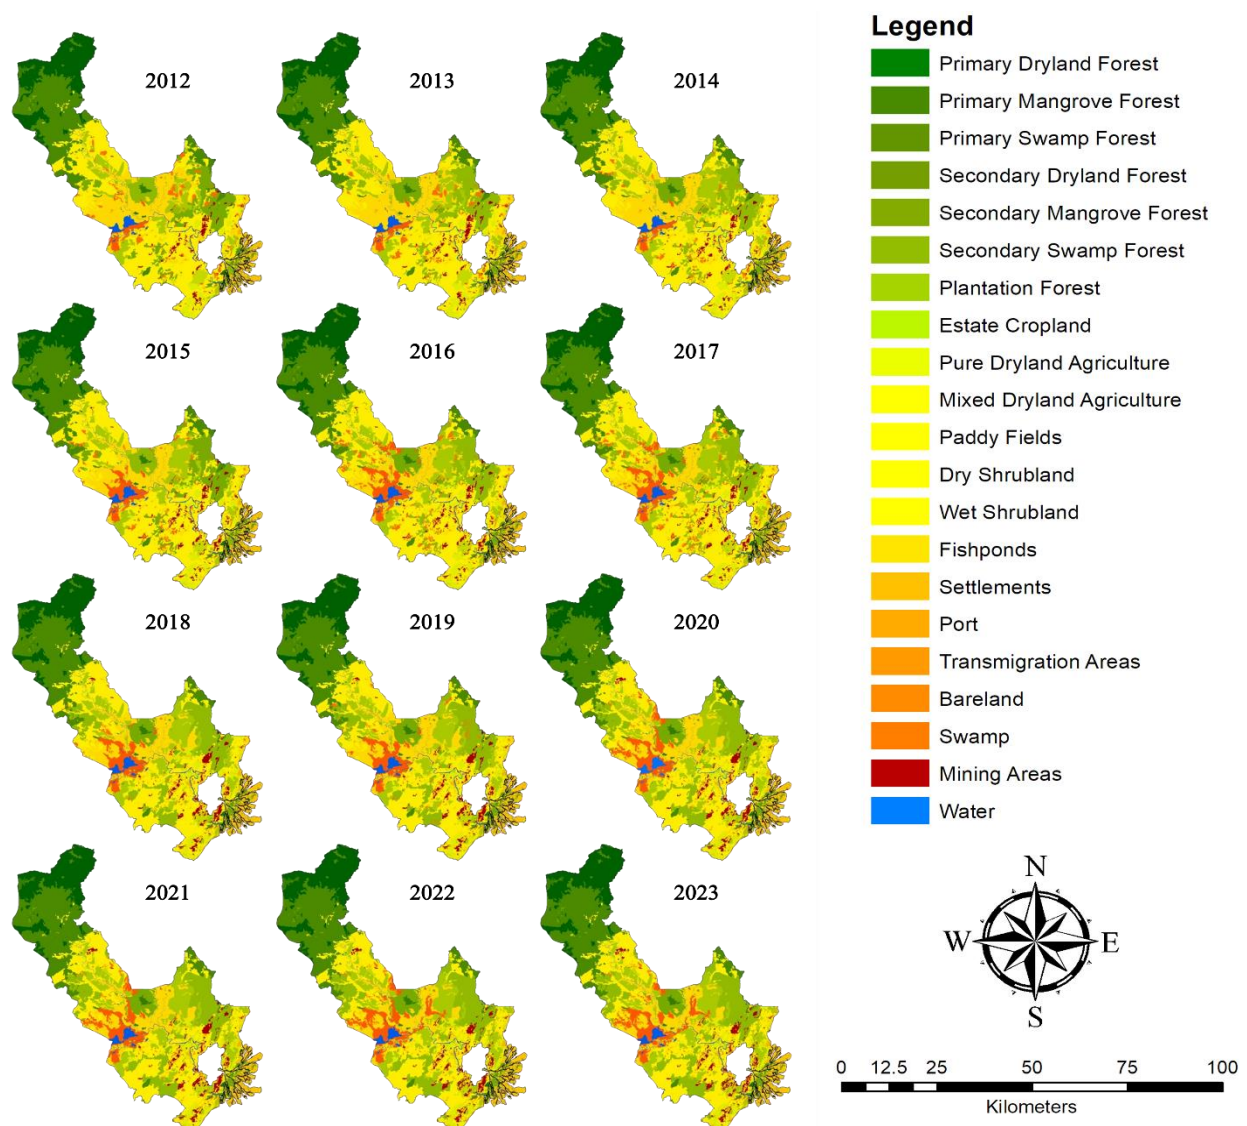 2012
2013
2014
2015
2016
2017
2018
2019
2020
2021
2022
2023
Legend
Primary Dryland Forest
Primary Mangrove Forest
Primary Swamp Forest
Secondary Dryland Forest
Secondary Mangrove Forest
Secondary Swamp Forest
Plantation Forest
Estate Cropland
Pure Dryland Agriculture
Mixed Dryland Agriculture
Paddy Fields
Dry Shrubland
Wet Shrubland
Fishponds
Settlements
Port
Transmigration Areas
Bareland
Swamp
Mining Areas
Water
N
W E
S
0 12.5 25 50 75 100
Kilometers